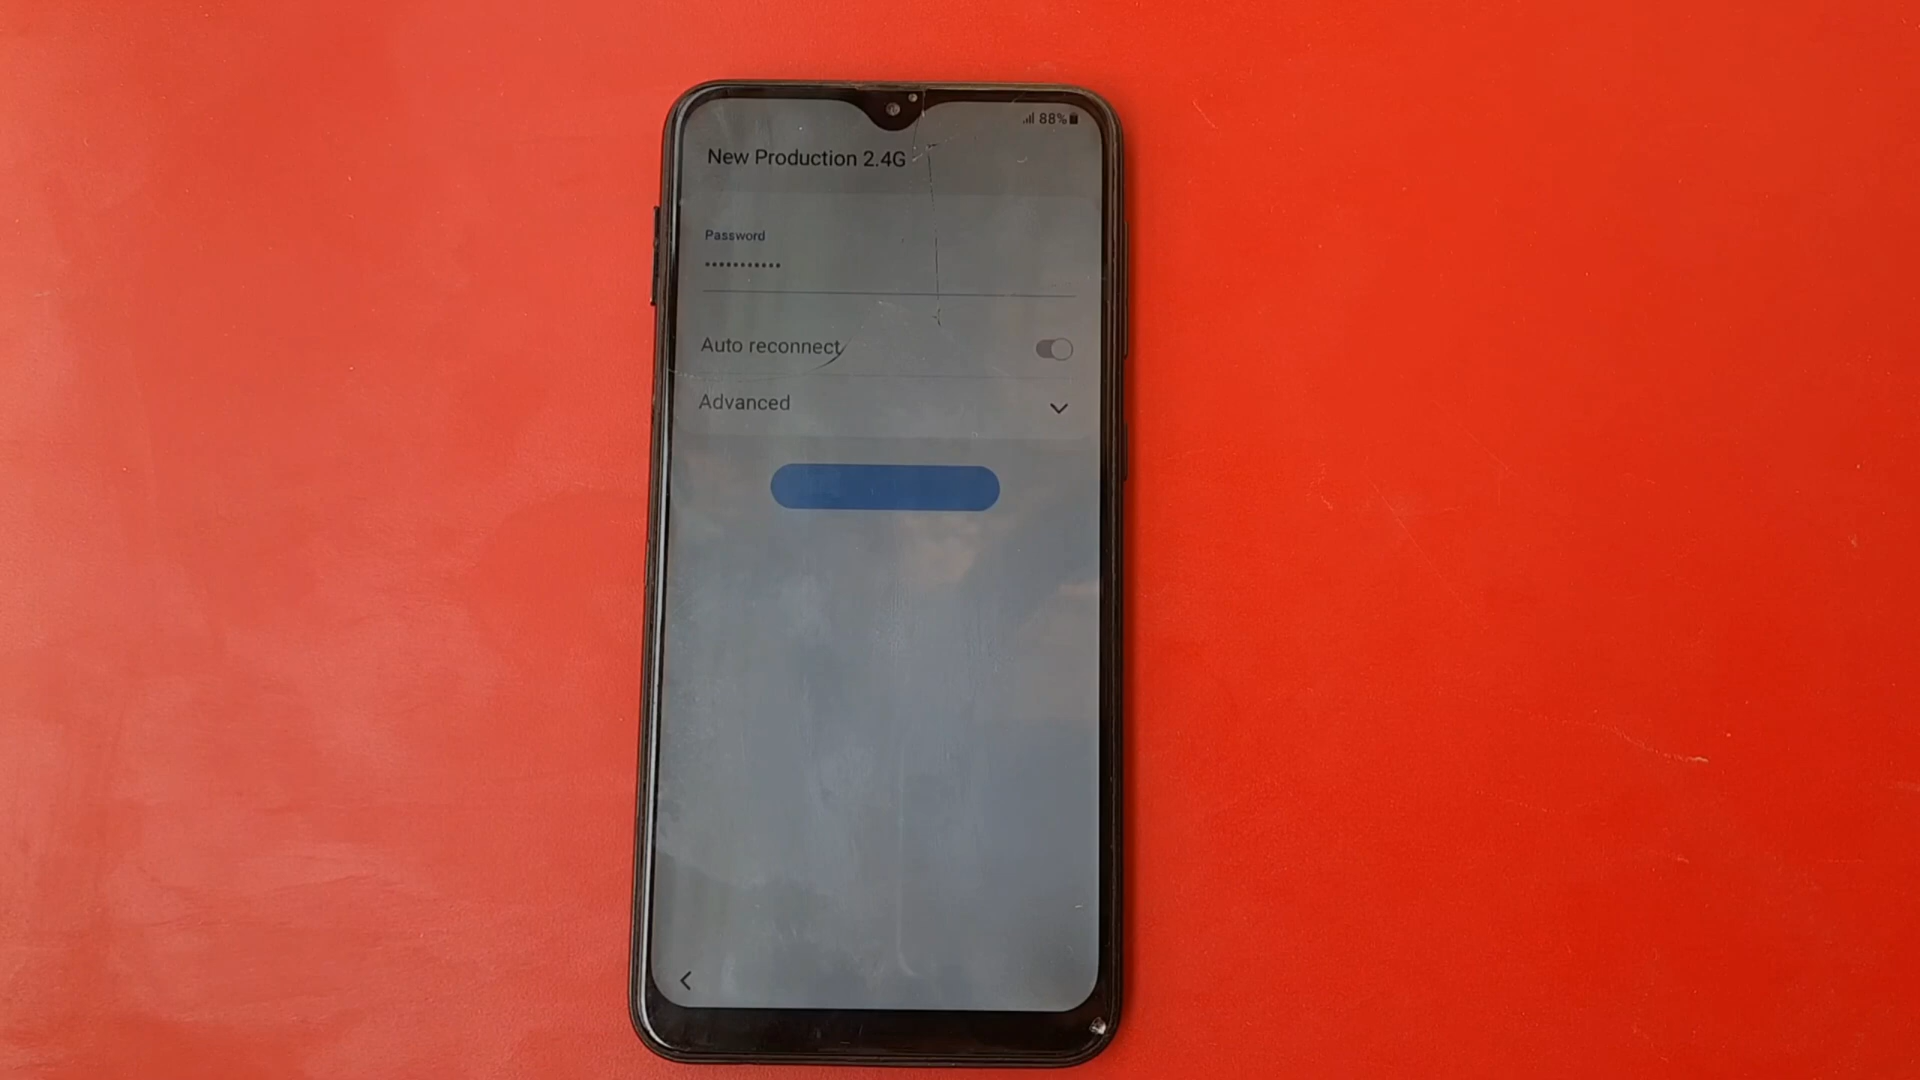 88%
New Production 2.4G
Password
•••••••••••
Auto reconnect
Advanced